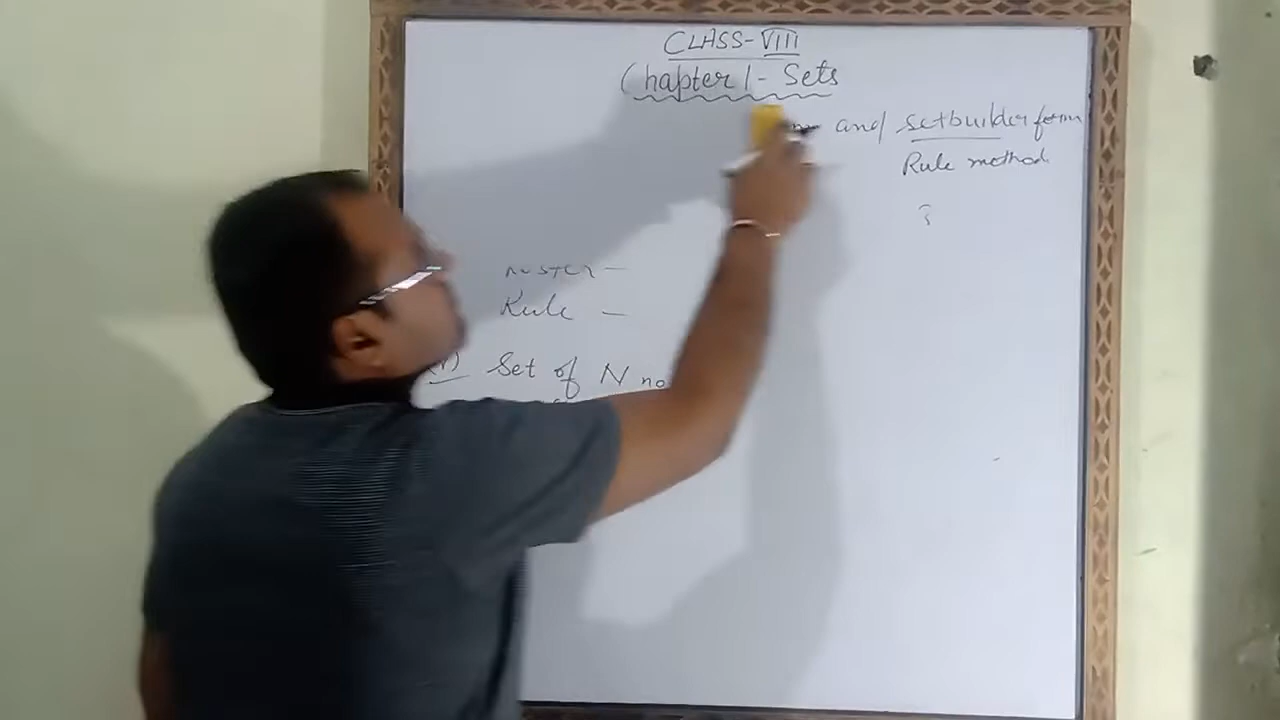 CLASS-VIII
Chapter 1 - Sets
and setbuilder form
Rule method
Roster -
Rule -
Set of N no